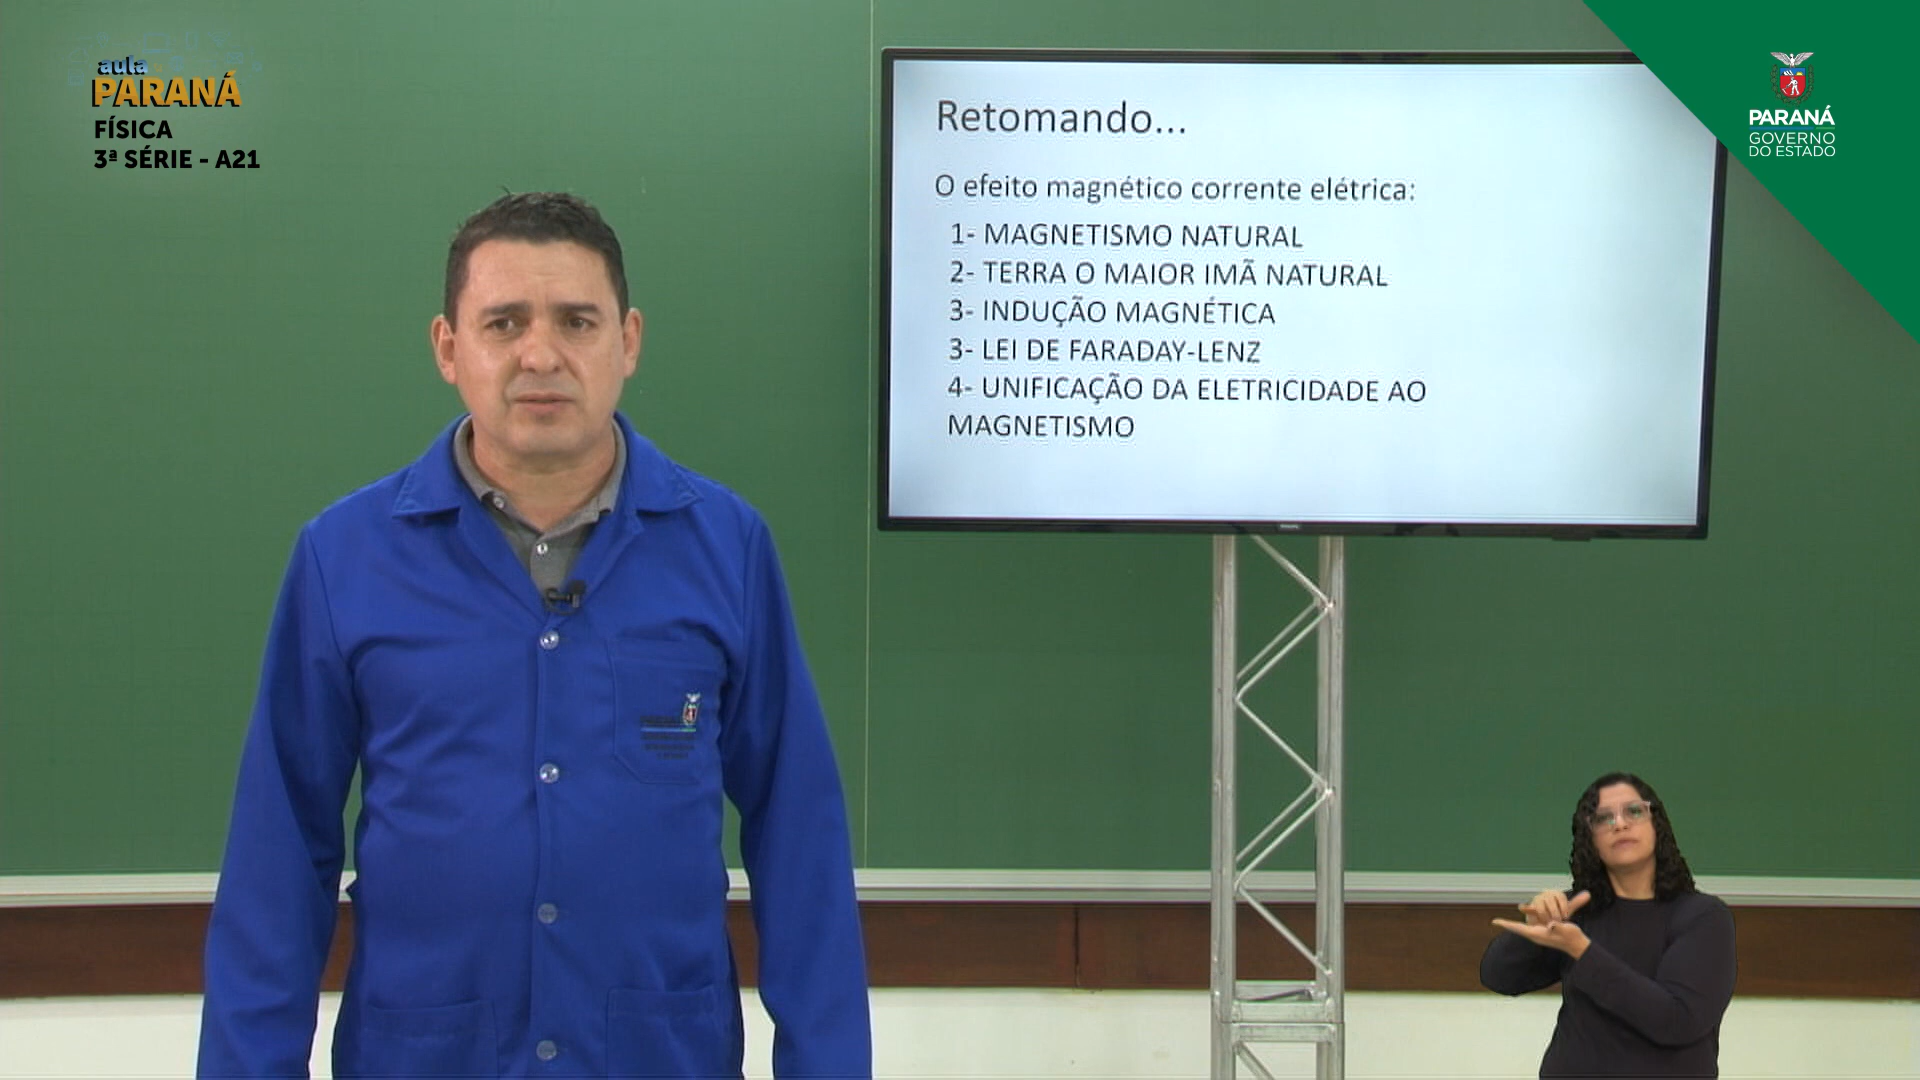 aula
PARANÁ
FÍSICA
3ª SÉRIE - A21
Retomando...
O efeito magnético corrente elétrica:
1- MAGNETISMO NATURAL
2- TERRA O MAIOR IMÃ NATURAL
3- INDUÇÃO MAGNÉTICA
3- LEI DE FARADAY-LENZ
4- UNIFICAÇÃO DA ELETRICIDADE AO
MAGNETISMO
PARANÁ
GOVERNO
DO ESTADO